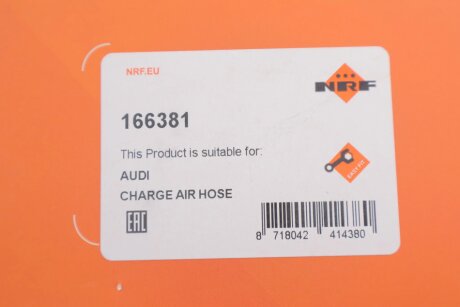 NRF.EU
NRF
166381
This Product is suitable for:
AUDI
EASY FIT
CHARGE AIR HOSE
EAC
8 718042 414380